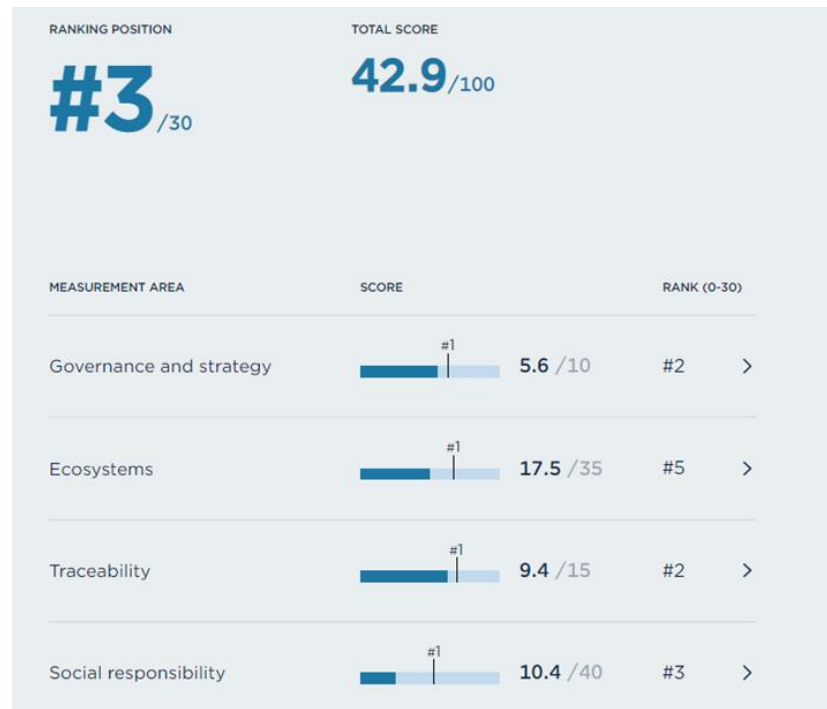 RANKING POSITION TOTAL SCORE
#3/30 42.9/100
MEASUREMENT AREA SCORE RANK (0-30)
#1
Governance and strategy 5.6 /10 #2 >
#1
Ecosystems 17.5 /35 #5 >
#1
Traceability 9.4 /15 #2 >
#1
Social responsibility 10.4 /40 #3 >